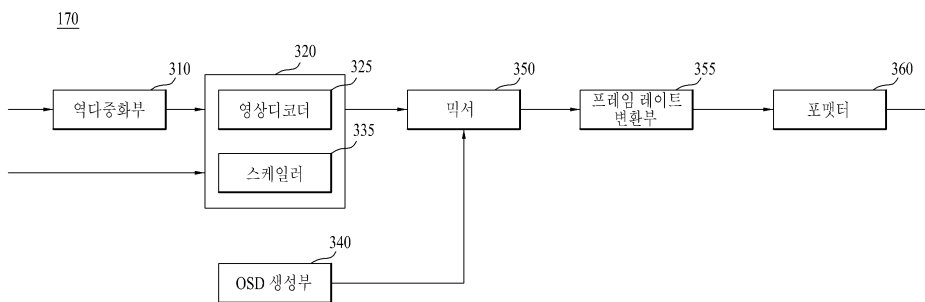 170
310
역다중화부
320
325
영상디코더
335
스케일러
340
OSD 생성부
350
믹서
355
프레임 레이트
변환부
360
포맷터